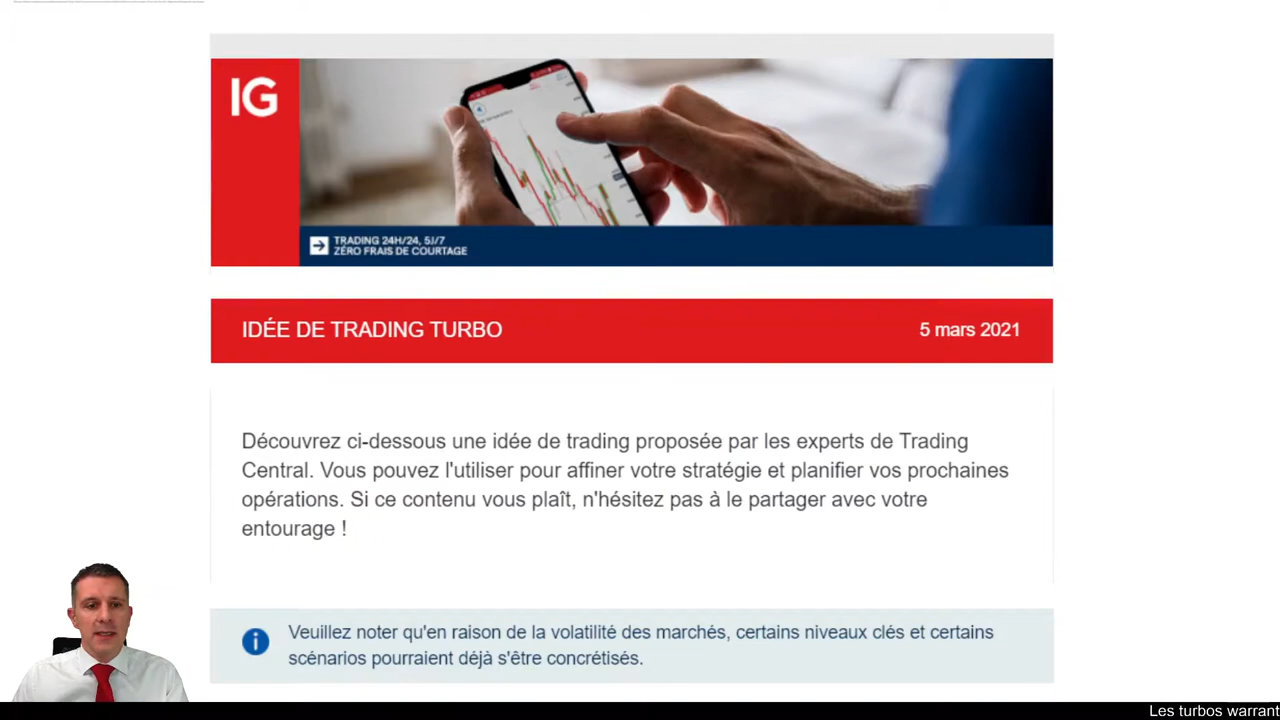 IG
TRADING 24H/24, 5J/7
ZÉRO FRAIS DE COURTAGE
IDÉE DE TRADING TURBO
5 mars 2021
Découvrez ci-dessous une idée de trading proposée par les experts de Trading
Central. Vous pouvez l'utiliser pour affiner votre stratégie et planifier vos prochaines
opérations. Si ce contenu vous plaît, n'hésitez pas à le partager avec votre
entourage !
Veuillez noter qu'en raison de la volatilité des marchés, certains niveaux clés et certains
scénarios pourraient déjà s'être concrétisés.
Les turbos warrant